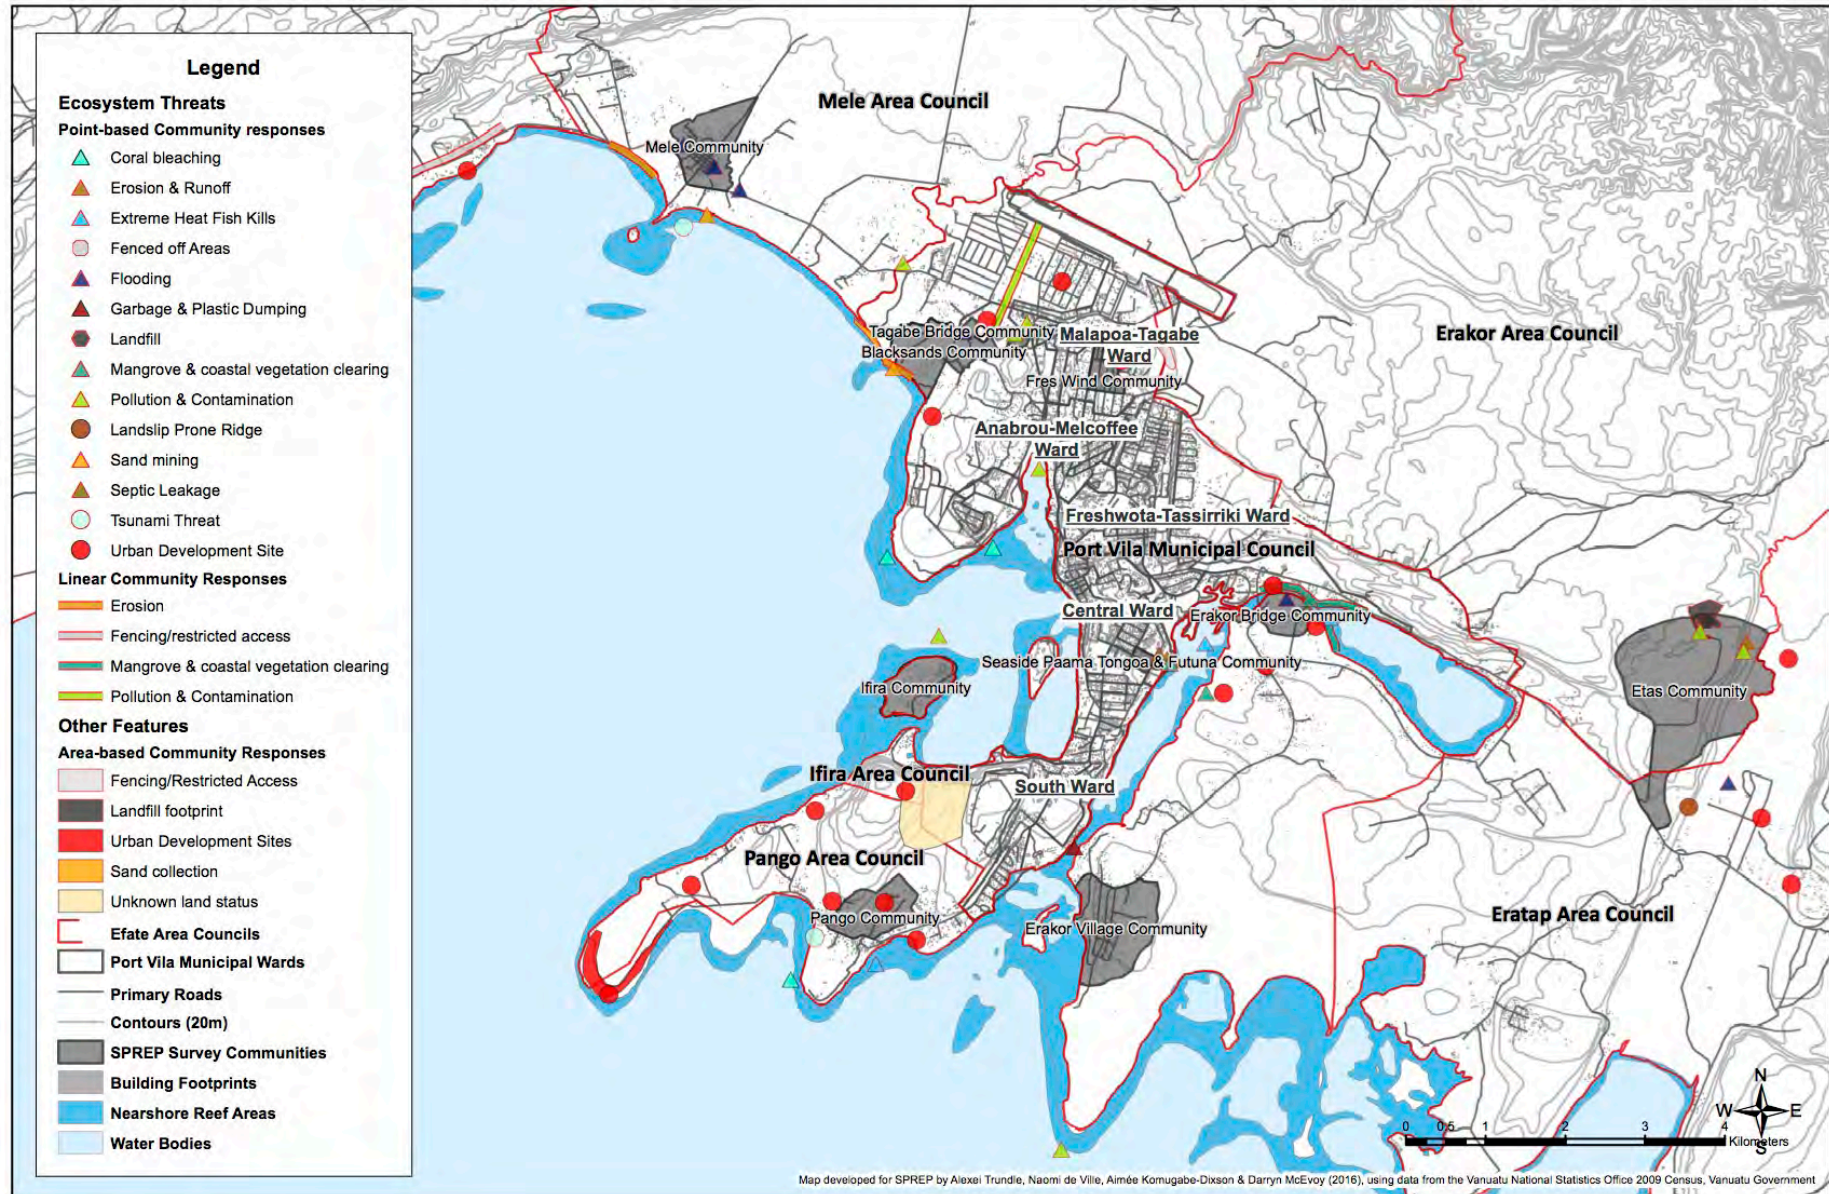 Legend
Ecosystem Threats
Point-based Community responses
Coral bleaching
Erosion & Runoff
Extreme Heat Fish Kills
Fenced off Areas
Flooding
Garbage & Plastic Dumping
Landfill
Mangrove & coastal vegetation clearing
Pollution & Contamination
Landslip Prone Ridge
Sand mining
Septic Leakage
Tsunami Threat
Urban Development Site
Linear Community Responses
Erosion
Fencing/restricted access
Mangrove & coastal vegetation clearing
Pollution & Contamination
Other Features
Area-based Community Responses
Fencing/Restricted Access
Landfill footprint
Urban Development Sites
Sand collection
Unknown land status
Efate Area Councils
Port Vila Municipal Wards
Primary Roads
Contours (20m)
SPREP Survey Communities
Building Footprints
Nearshore Reef Areas
Water Bodies
Mele Area Council
Mele Community
Tagabe Bridge Community
Blacksands Community
Malapoa-Tagabe
Ward
Erakor Area Council
Fres Wind Community
Anabrou-Melcoffee
Ward
Freshwota-Tassirriki Ward
Port Vila Municipal Council
Central Ward
Erakor Bridge Community
Seaside Paama Tongoa & Futuna Community
Ifira Community
Etas Community
Ifira Area Council
South Ward
Pango Area Council
Pango Community
Erakor Village Community
Eratap Area Council
N
W E
S
0 0.5 1 2 3 4
Kilometers
Map developed for SPREP by Alexei Trundle, Naomi de Ville, Aimée Komugabe-Dixson & Darryn McEvoy (2016), using data from the Vanuatu National Statistics Office 2009 Census, Vanuatu Government